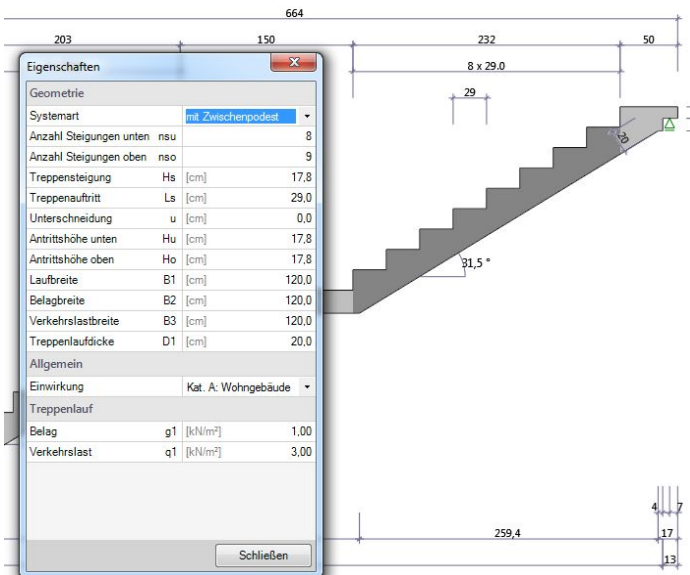 664
203 150 232 50
8 x 29.0
29
20
31,5 °
Eigenschaften
Geometrie
Systemart mit Zwischenpodest
Anzahl Steigungen unten nsu 8
Anzahl Steigungen oben nso 9
Treppensteigung Hs [cm] 17,8
Treppenauftritt Ls [cm] 29,0
Unterschneidung u [cm] 0,0
Antrittshöhe unten Hu [cm] 17,8
Antrittshöhe oben Ho [cm] 17,8
Laufbreite B1 [cm] 120,0
Belagbreite B2 [cm] 120,0
Verkehrslastbreite B3 [cm] 120,0
Treppenlaufdicke D1 [cm] 20,0
Allgemein
Einwirkung Kat. A: Wohngebäude
Treppenlauf
Belag g1 [kN/m²] 1,00
Verkehrslast q1 [kN/m²] 3,00
Schließen
4 7
259,4 17
13